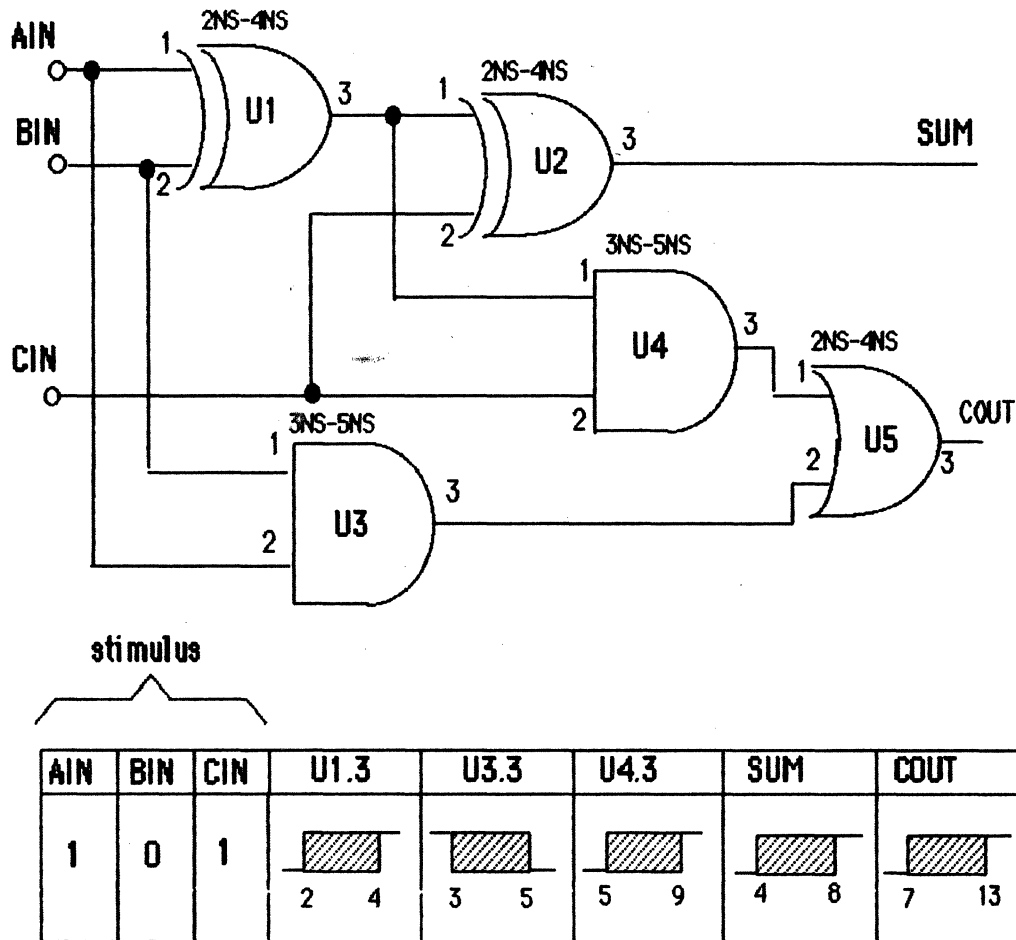 2NS-4NS
AIN
1
U1
3
2NS-4NS
1
BIN
2
U2
3
SUM
2
3NS-5NS
1
U4
3
2NS-4NS
CIN
2
1
U5
COUT
3NS-5NS
1
2
3
U3
3
2
stimulus
AIN BIN CIN U1.3 U3.3 U4.3 SUM COUT
1 0 1
2 4 3 5 5 9 4 8 7 13